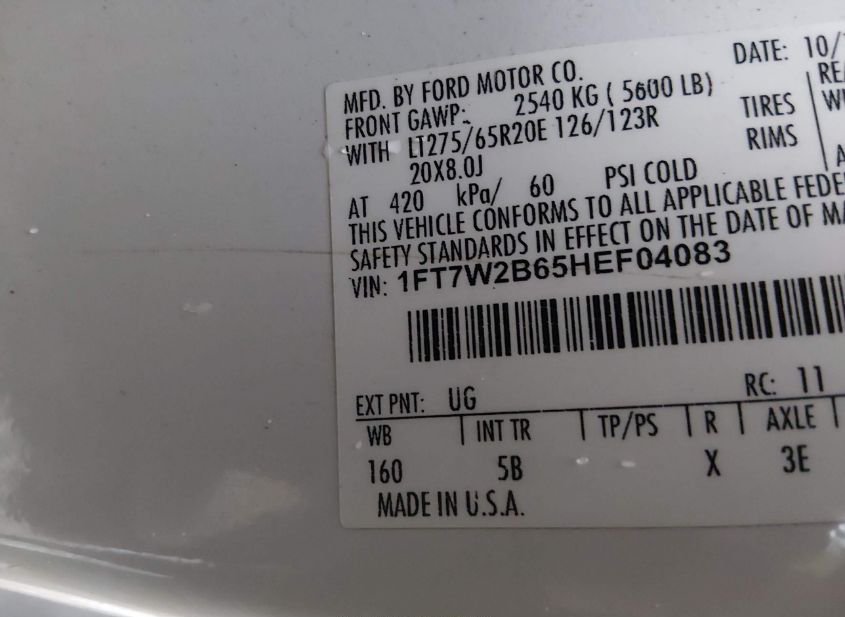 MFD. BY FORD MOTOR CO. DATE: 10/
FRONT GAWP: 2540 KG ( 5600 LB)
WITH LT275/65R20E 126/123R TIRES
20X8.0J RIMS
AT 420 kPa/ 60 PSI COLD
THIS VEHICLE CONFORMS TO ALL APPLICABLE FEDE
SAFETY STANDARDS IN EFFECT ON THE DATE OF MA
VIN: 1FT7W2B65HEF04083
EXT PNT: UG RC: 11
WB INT TR TP/PS R AXLE
160 5B X 3E
MADE IN U.S.A.